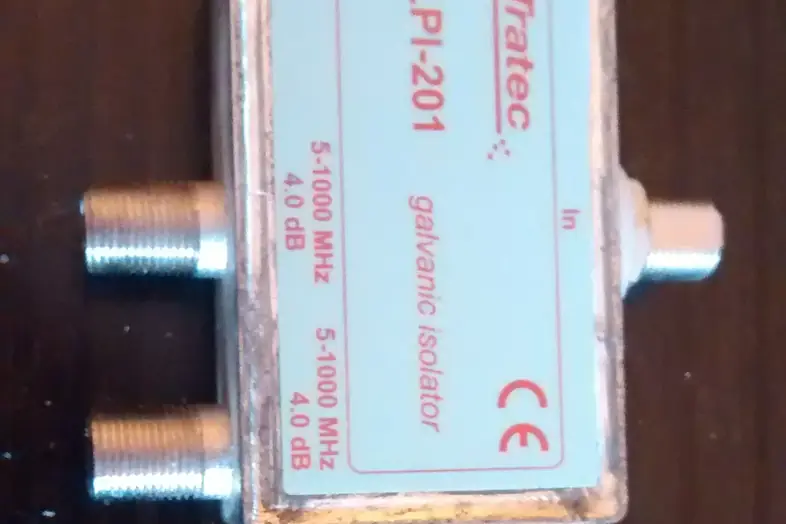 Tratec
In
PI-201
galvanic isolator
CE
5-1000 MHz
4.0 dB
5-1000 MHz
4.0 dB